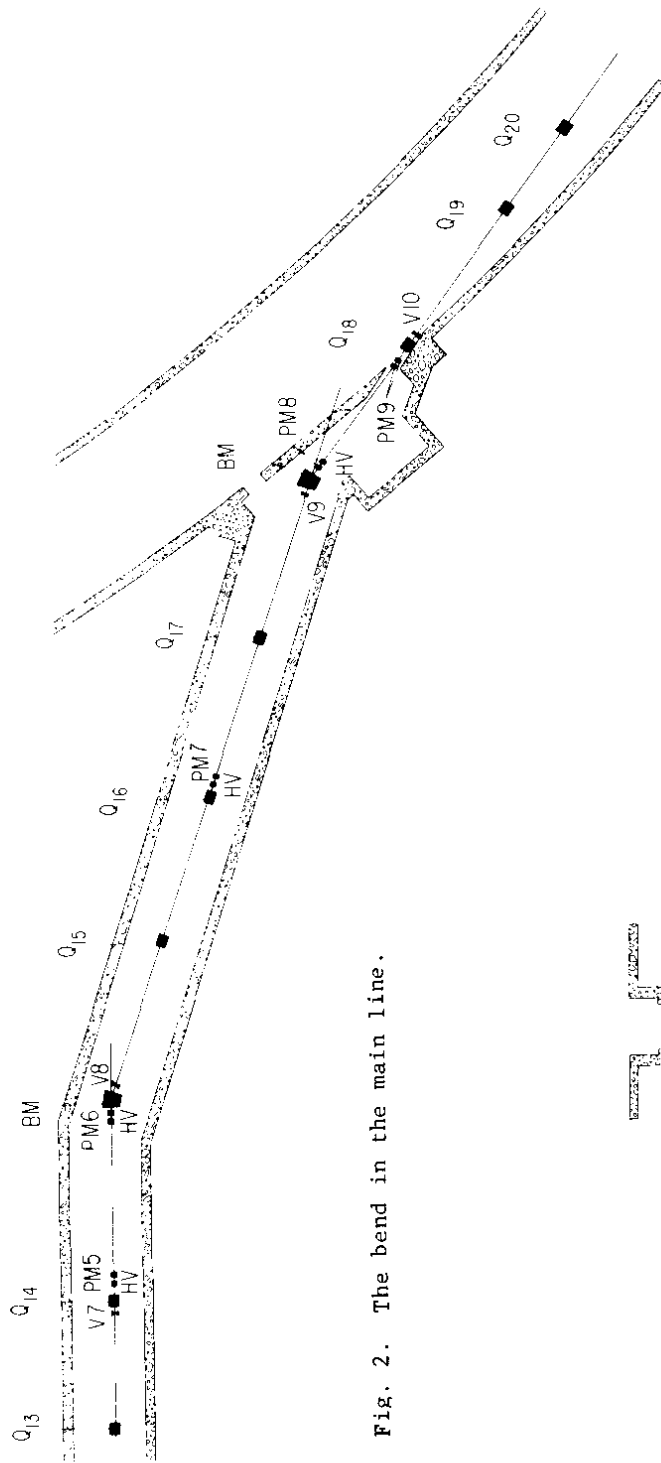 Q13
Q14
V7
PM5
HV
BM
PM6
V8
HV
Q15
Q16
PM7
HV
Q17
BM
PM8
V9
HV
Q18
PM9
V10
Q19
Q20
Fig. 2. The bend in the main line.